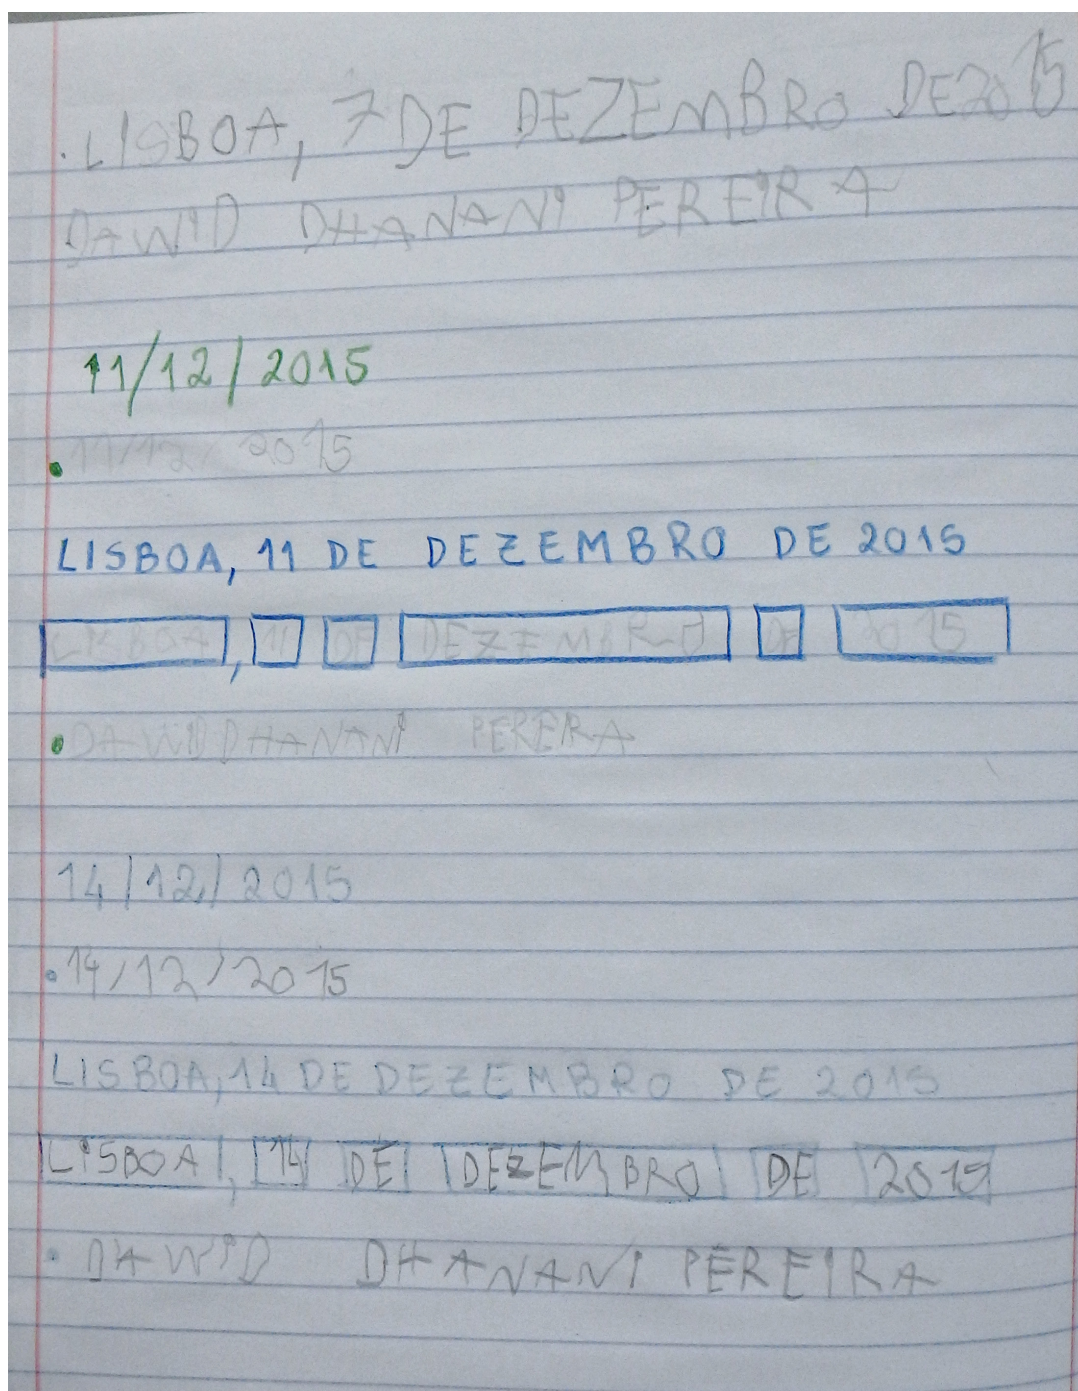 LISBOA, 7 DE DEZEMBRO DE 2015
DAWID DHANANI PEREIRA
11/12/2015
11/12/2015
LISBOA, 11 DE DEZEMBRO DE 2015
LISBOA, 11 DE DEZEMBRO DE 2015
DAWID DHANANI PEREIRA
14/12/2015
14/12/2015
LISBOA, 14 DE DEZEMBRO DE 2015
LISBOA, 14 DE DEZEMBRO DE 2015
DAWID DHANANI PEREIRA